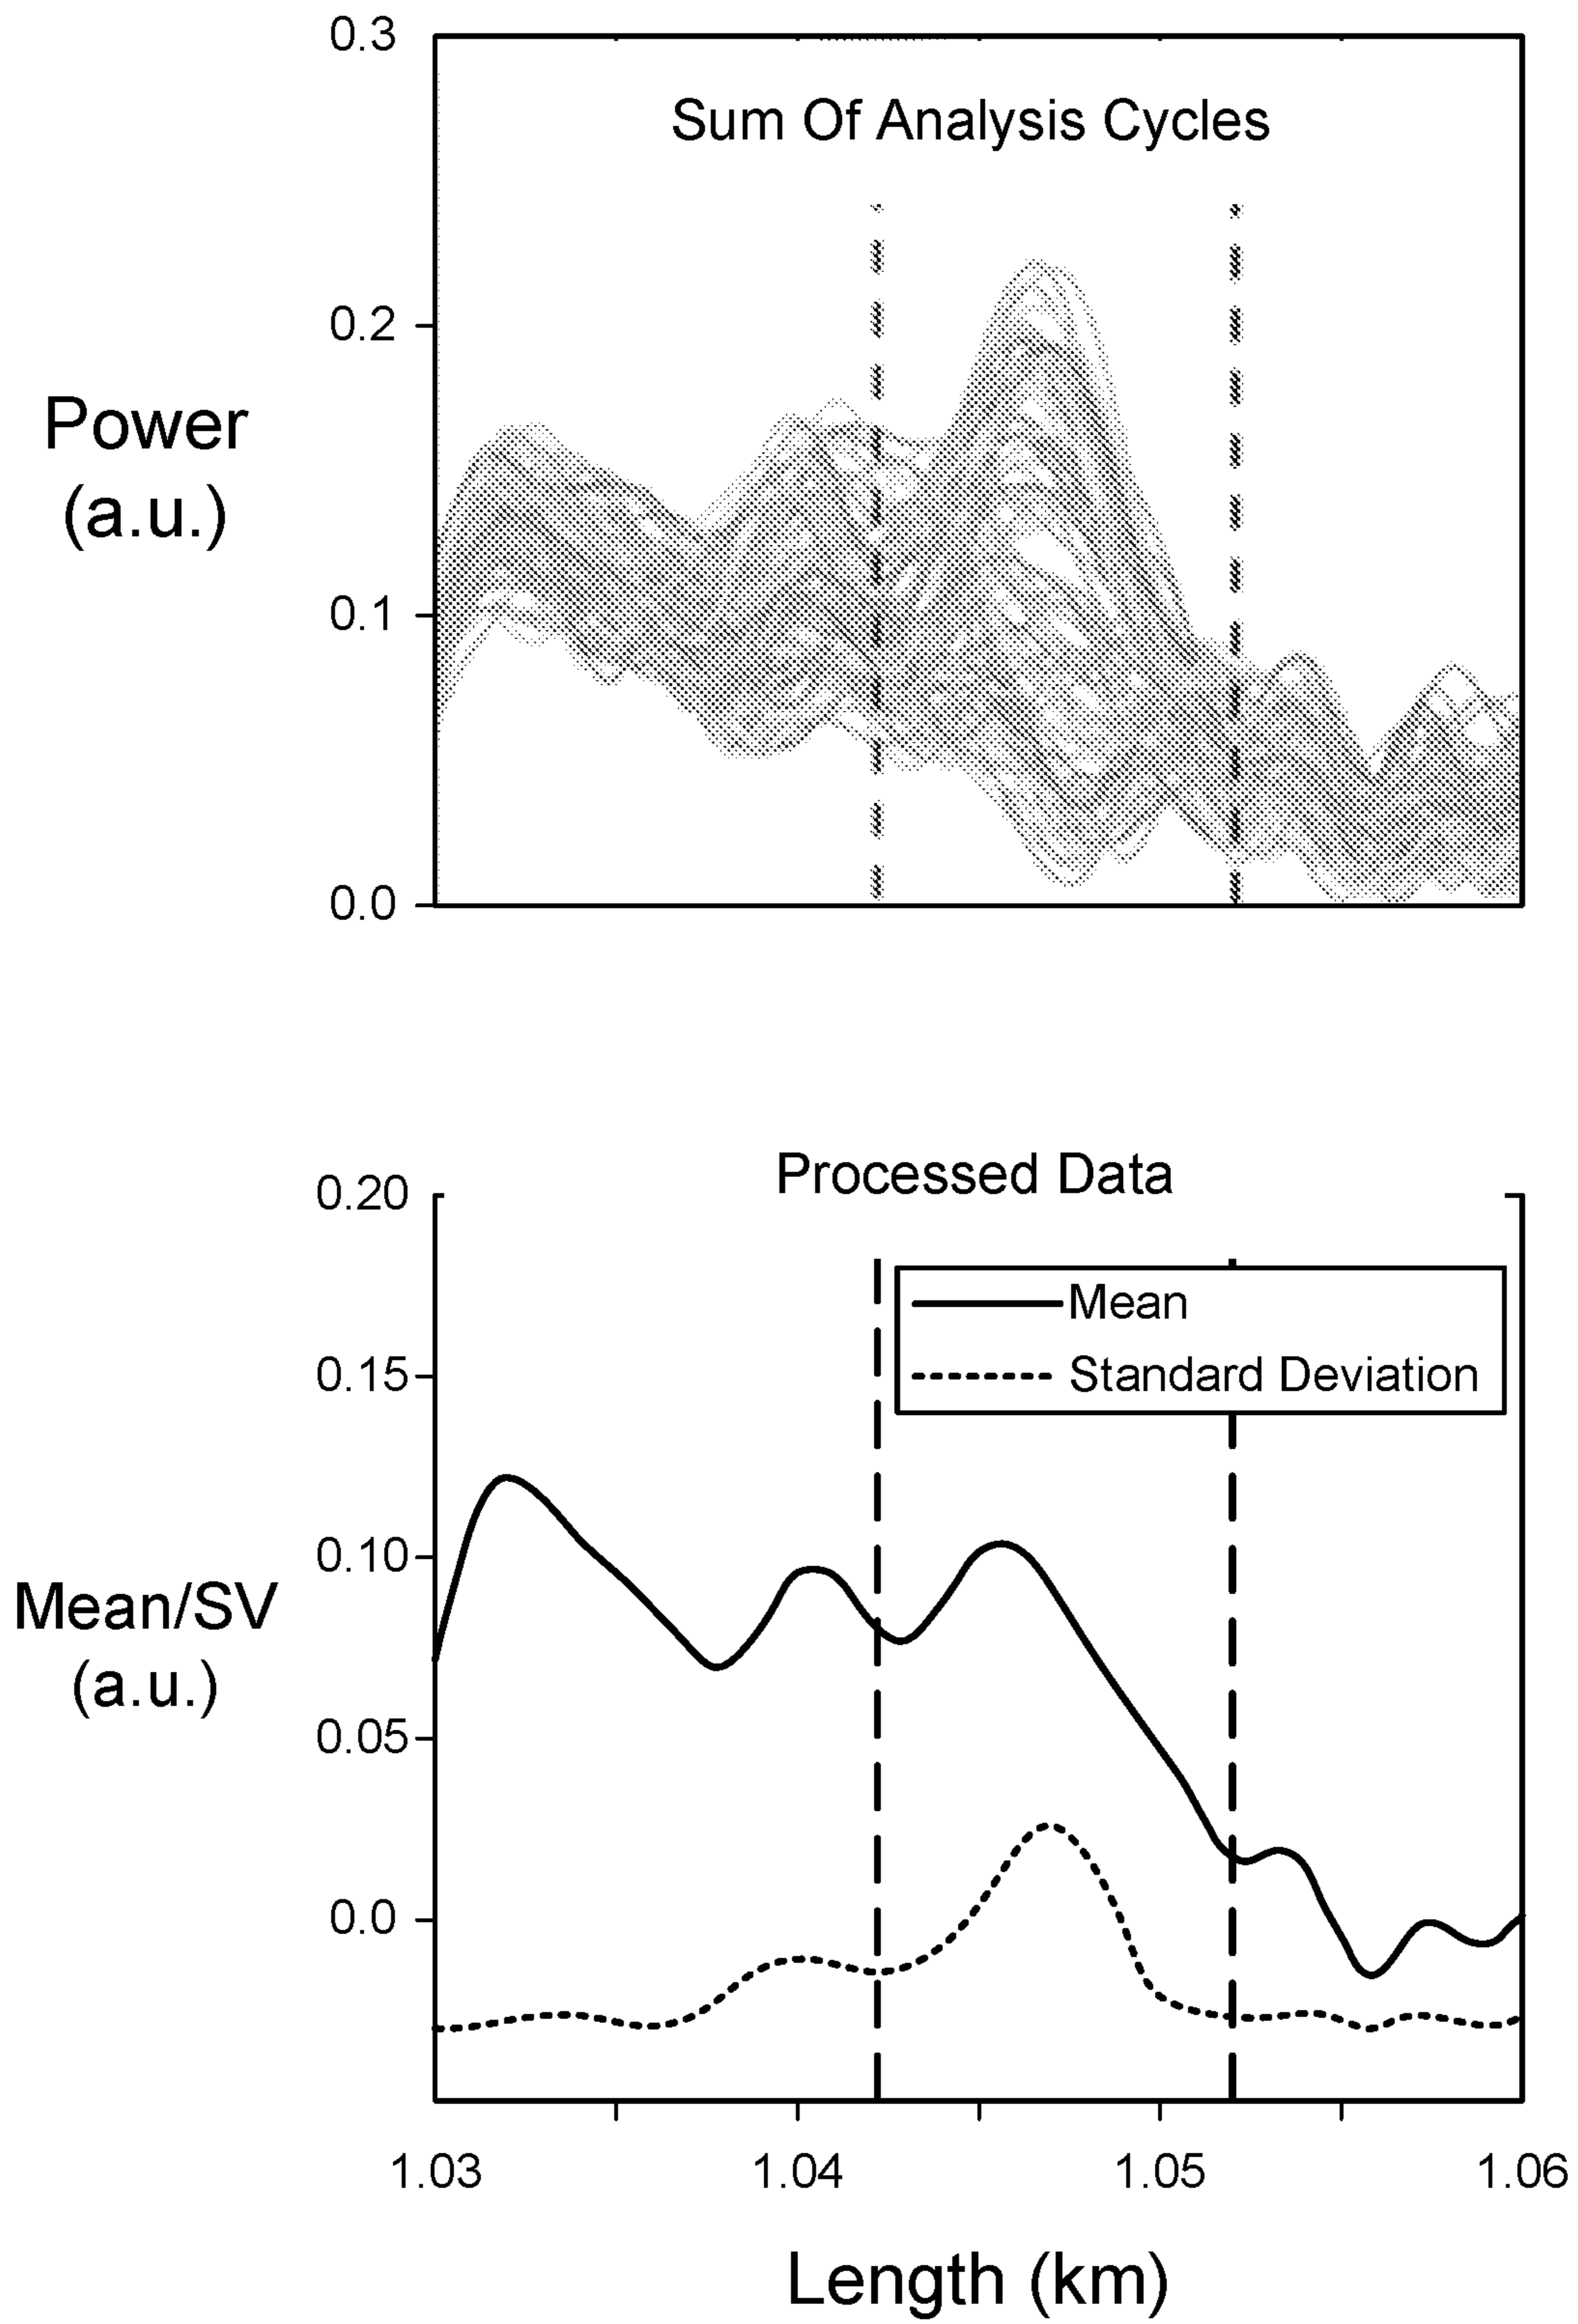 0.3
Sum Of Analysis Cycles
0.2
Power
(a.u.)
0.1
0.0
Processed Data
0.20
Mean
0.15
Standard Deviation
0.10
Mean/SV
(a.u.)
0.05
0.0
1.03 1.04 1.05 1.06
Length (km)